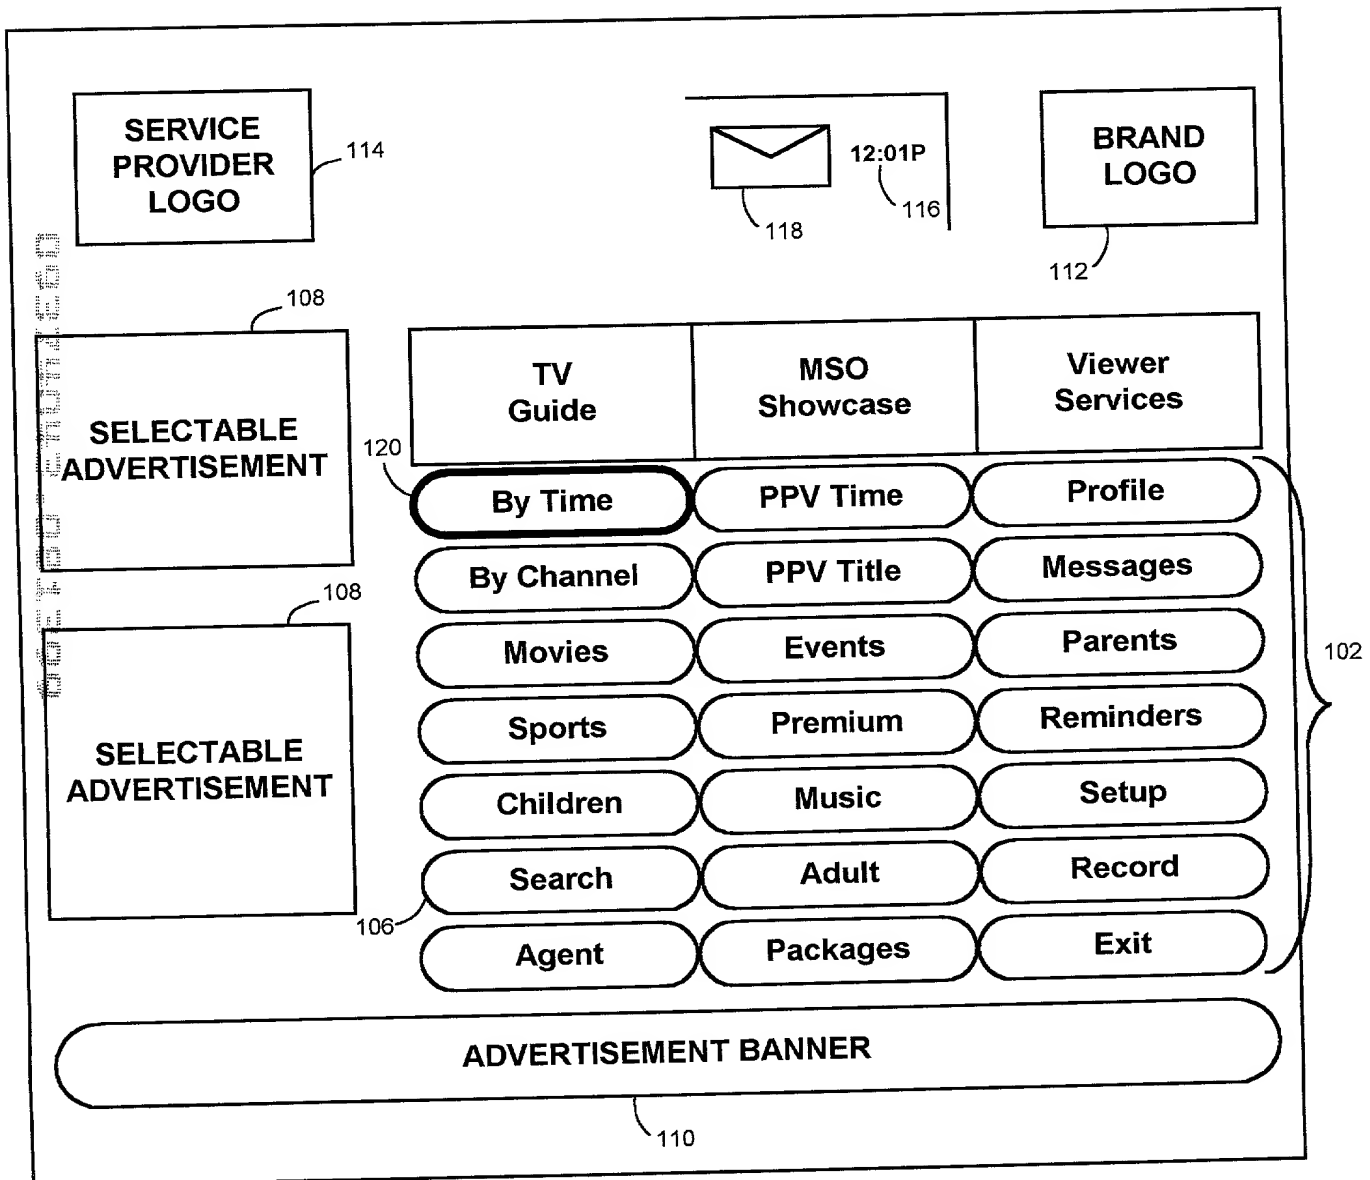 SERVICE
PROVIDER
LOGO
114
118
12:01P
116
BRAND
LOGO
112
108
SELECTABLE
ADVERTISEMENT
108
SELECTABLE
ADVERTISEMENT
TV
Guide
MSO
Showcase
Viewer
Services
120
By Time
PPV Time
Profile
By Channel
PPV Title
Messages
Movies
Events
Parents
102
Sports
Premium
Reminders
Children
Music
Setup
Search
Adult
Record
106
Agent
Packages
Exit
ADVERTISEMENT BANNER
110